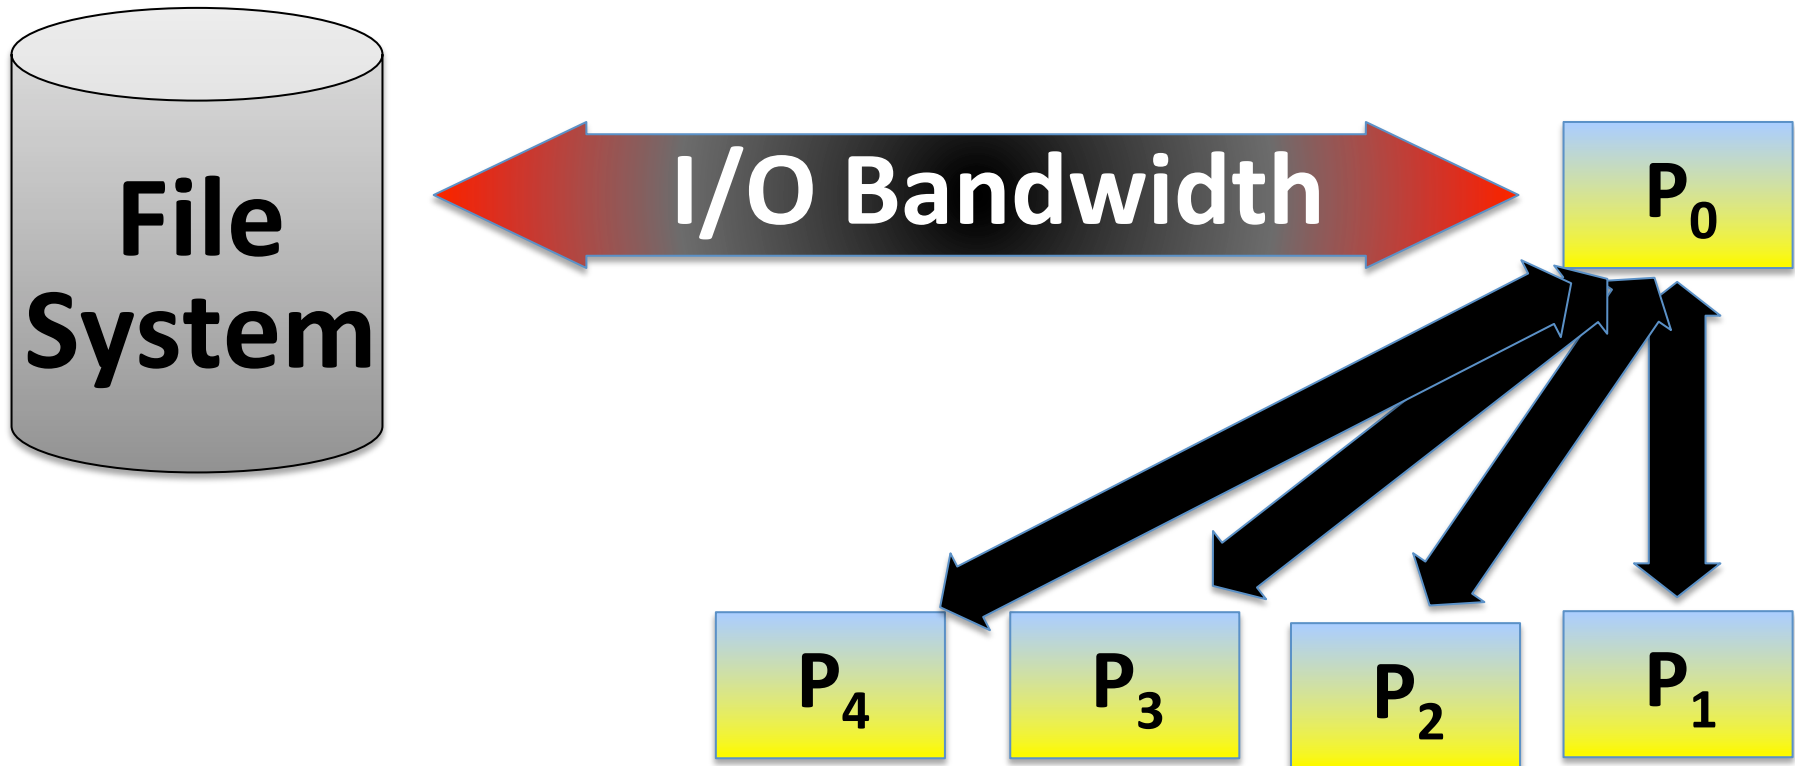 File
System
I/O Bandwidth
P0
P4
P3
P2
P1